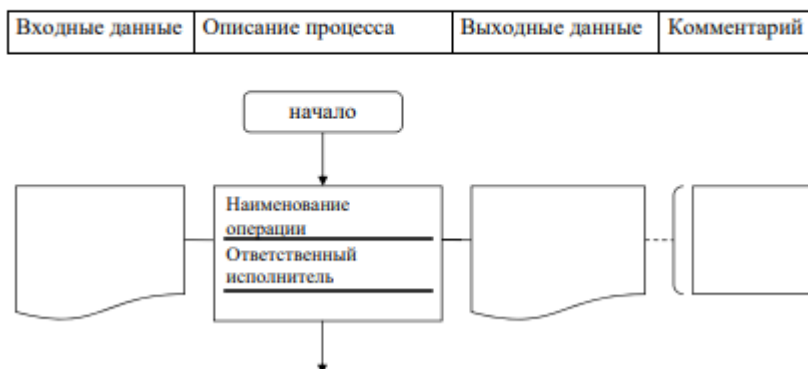 Входные данные Описание процесса Выходные данные Комментарий
начало
Наименование
операции
Ответственный
исполнитель